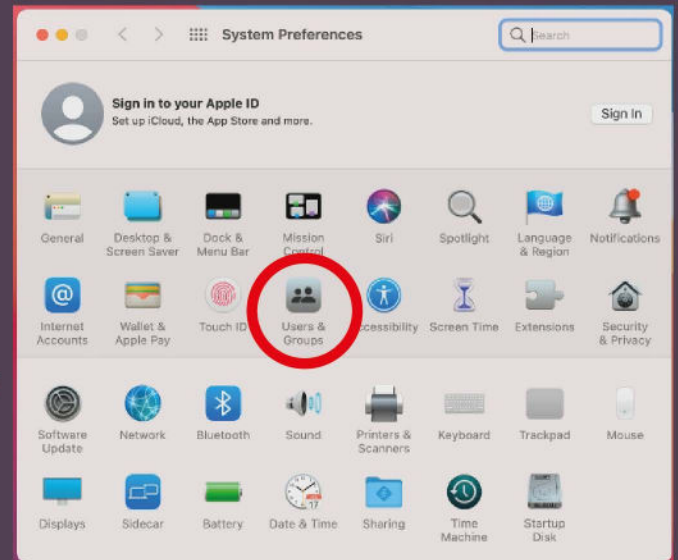 System Preferences
Search
Sign in to your Apple ID
Set up iCloud, the App Store and more.
Sign In
General
Desktop & Screen Saver
Dock & Menu Bar
Mission Control
Siri
Spotlight
Language & Region
Notifications
Internet Accounts
Wallet & Apple Pay
Touch ID
Users & Groups
Accessibility
Screen Time
Extensions
Security & Privacy
Software Update
Network
Bluetooth
Sound
Printers & Scanners
Keyboard
Trackpad
Mouse
Displays
Sidecar
Battery
Date & Time
17
Sharing
Time Machine
Startup Disk